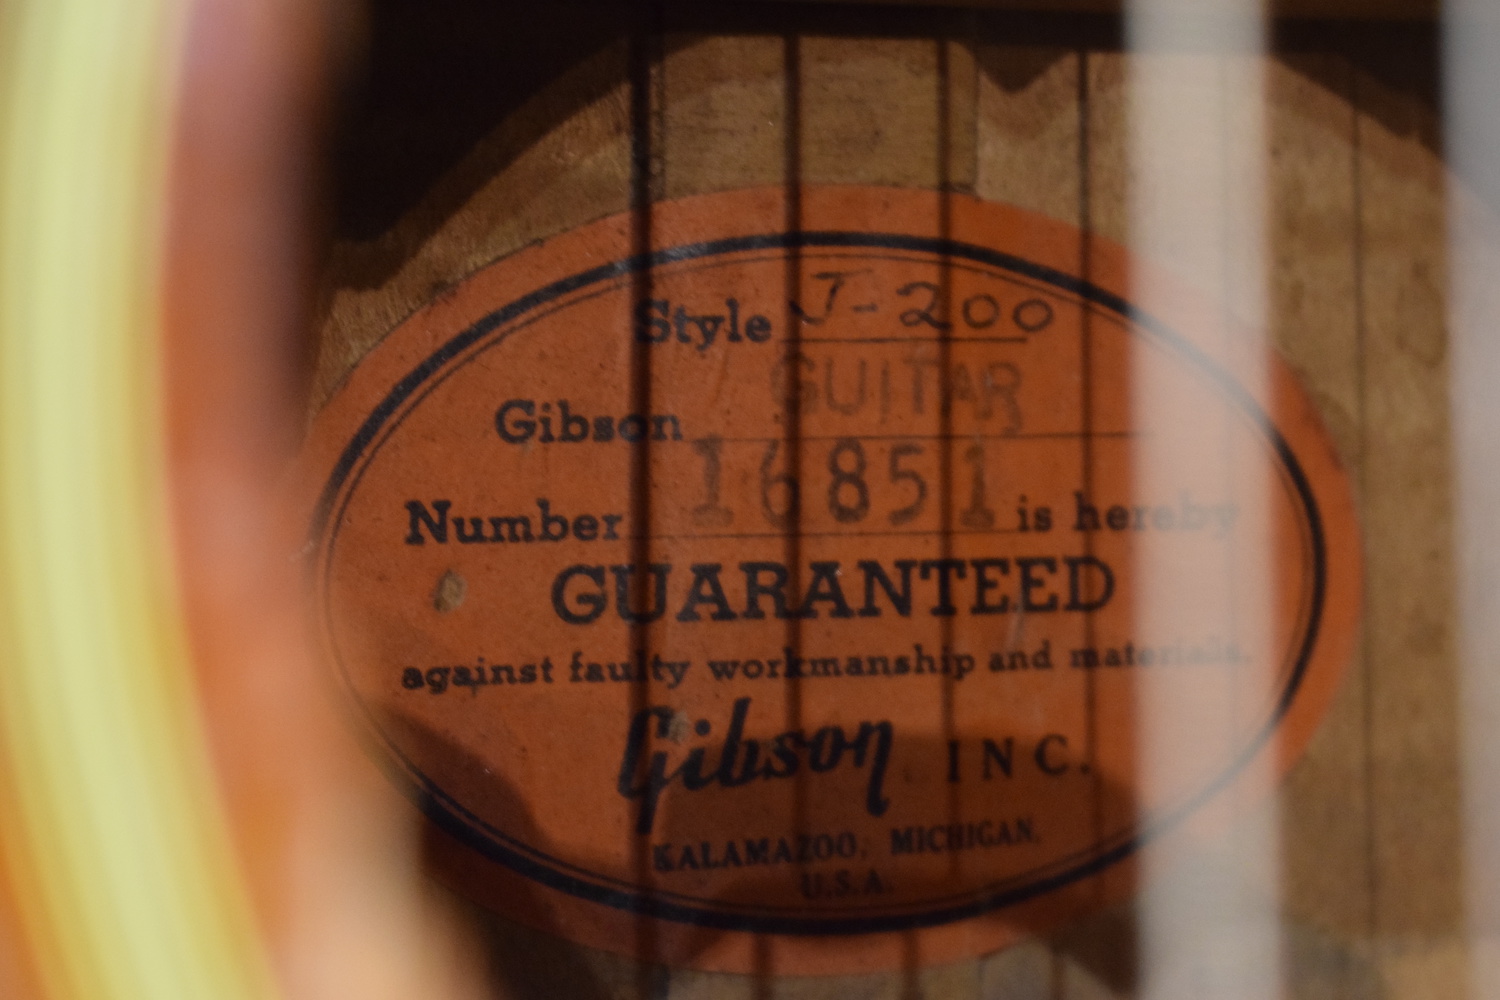 Style J-200
Gibson GUITAR
Number 16851 is hereby
GUARANTEED
against faulty workmanship and materials.
Gibson INC.
KALAMAZOO, MICHIGAN,
U.S.A.